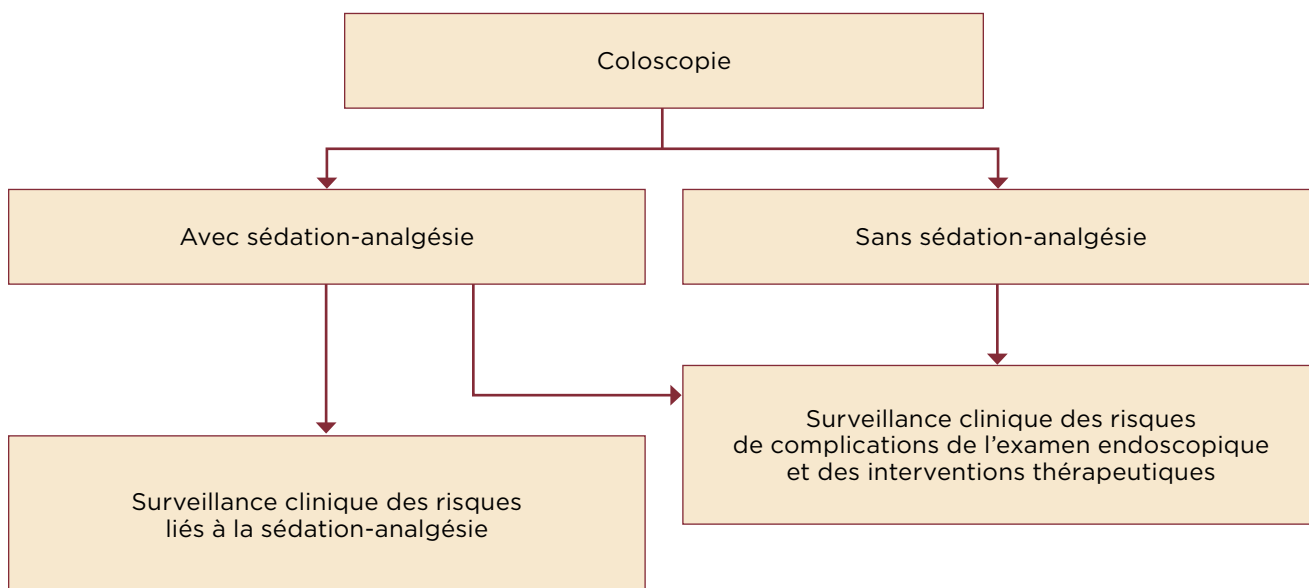 Coloscopie
Avec sédation-analgésie
Sans sédation-analgésie
Surveillance clinique des risques
de complications de l’examen endoscopique
et des interventions thérapeutiques
Surveillance clinique des risques
liés à la sédation-analgésie